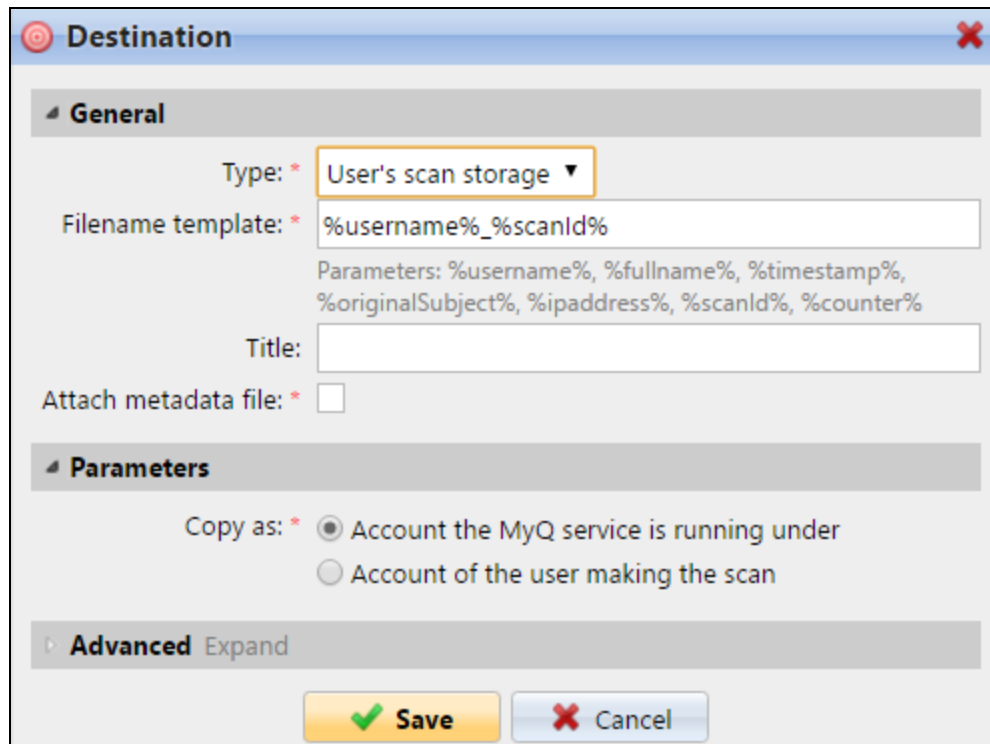 Destination
General
Type: * User's scan storage
Filename template: * %username%_%scanId%
Parameters: %username%, %fullname%, %timestamp%,
%originalSubject%, %ipaddress%, %scanId%, %counter%
Title:
Attach metadata file: *
Parameters
Copy as: * Account the MyQ service is running under
Account of the user making the scan
Advanced Expand
Save Cancel